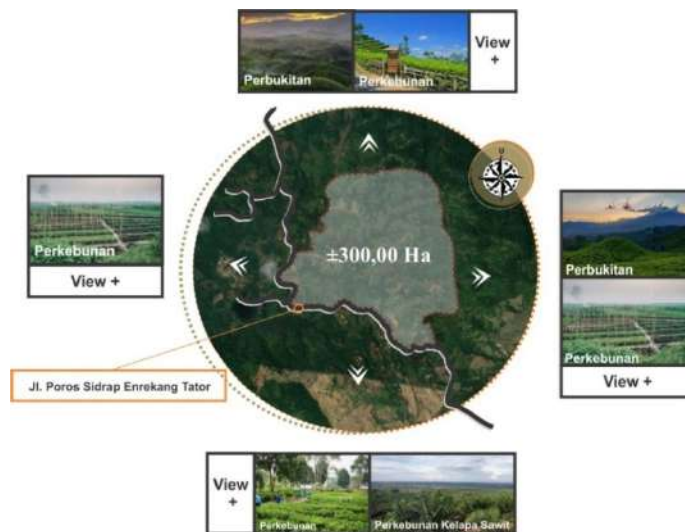 Perbukitan
Perkebunan
View
+
U
Perkebunan
View +
±300,00 Ha
Perbukitan
Perkebunan
View +
Jl. Poros Sidrap Enrekang Tator
View
+
Perkebunan
Perkebunan Kelapa Sawit